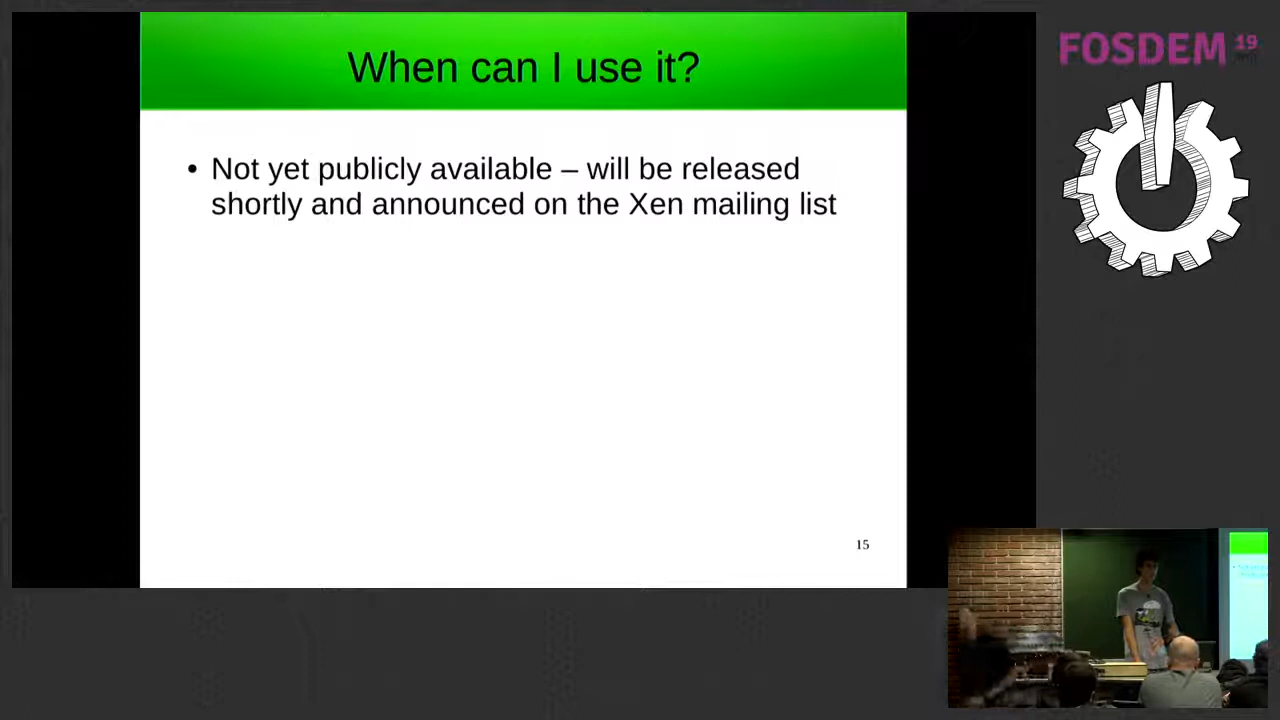 When can I use it?
• Not yet publicly available – will be released
shortly and announced on the Xen mailing list
15
FOSDEM 19